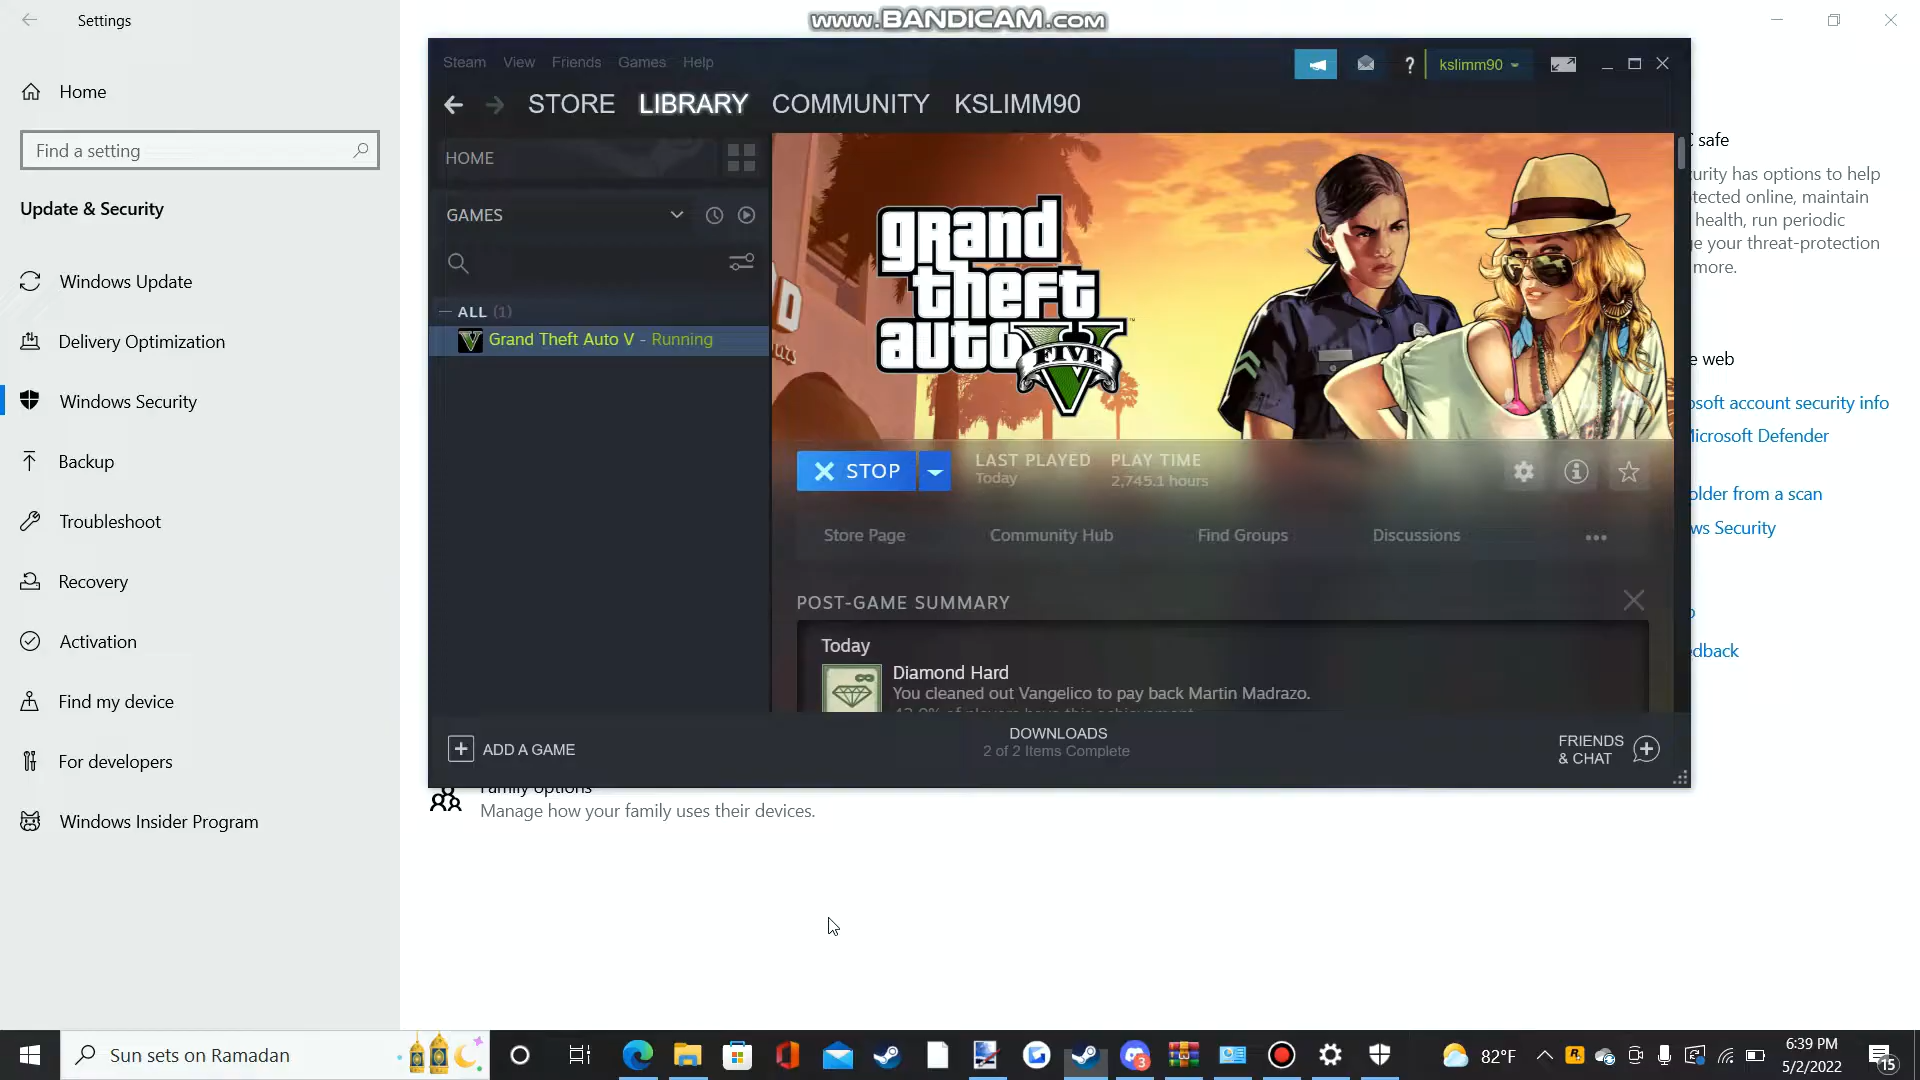 Settings
www.BANDICAM.com
Home
Find a setting
Update & Security
Windows Update
Delivery Optimization
Windows Security
Backup
Troubleshoot
Recovery
Activation
Find my device
For developers
Windows Insider Program
Steam View Friends Games Help
? kslimm90
STORE LIBRARY COMMUNITY KSLIMM90
HOME
GAMES
ALL (1)
Grand Theft Auto V - Running
grand
theft
auto V
FIVE
™
STOP
LAST PLAYED
Today
PLAY TIME
2,745.1 hours
Store Page Community Hub Find Groups Discussions
POST-GAME SUMMARY
Today
Diamond Hard
You cleaned out Vangelico to pay back Martin Madrazo.
ADD A GAME
DOWNLOADS
2 of 2 Items Complete
FRIENDS
& CHAT
safe
urity has options to help
tected online, maintain
health, run periodic
e your threat-protection
more.
e web
osoft account security info
Microsoft Defender
older from a scan
ws Security
edback
Family options
Manage how your family uses their devices.
Sun sets on Ramadan
3
R
82°F
6:39 PM
5/2/2022
15